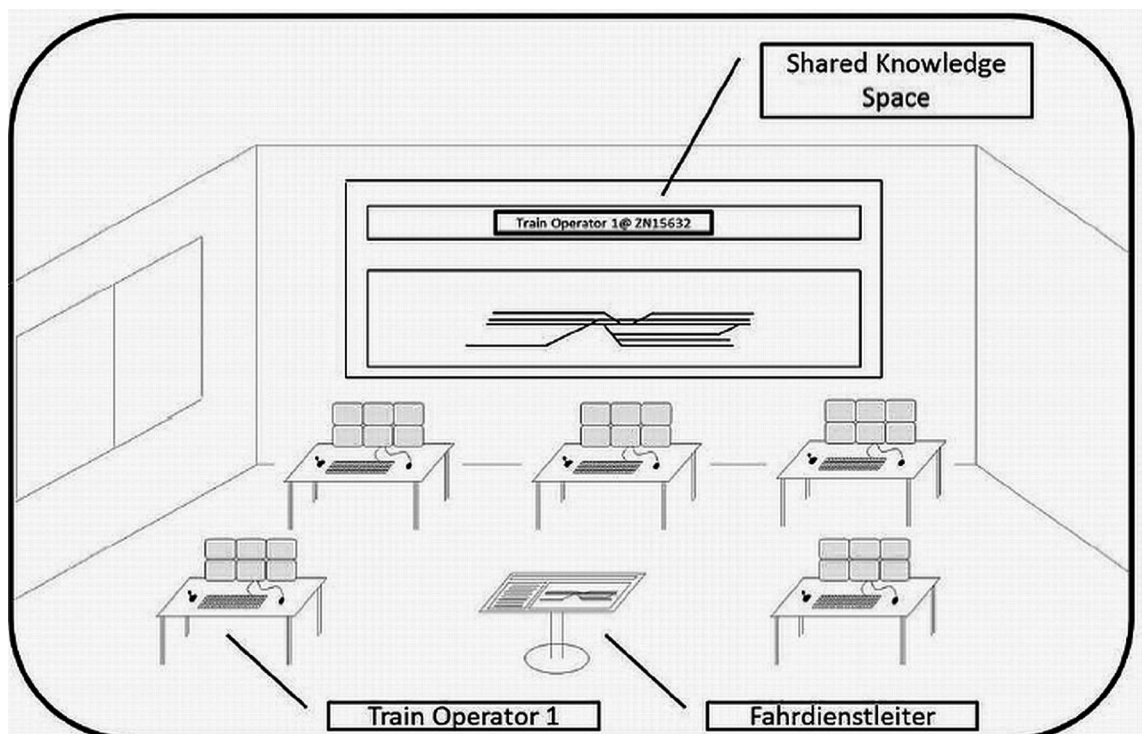 Shared Knowledge
Space
Train Operator 1@ ZN15632
Train Operator 1
Fahrdienstleiter